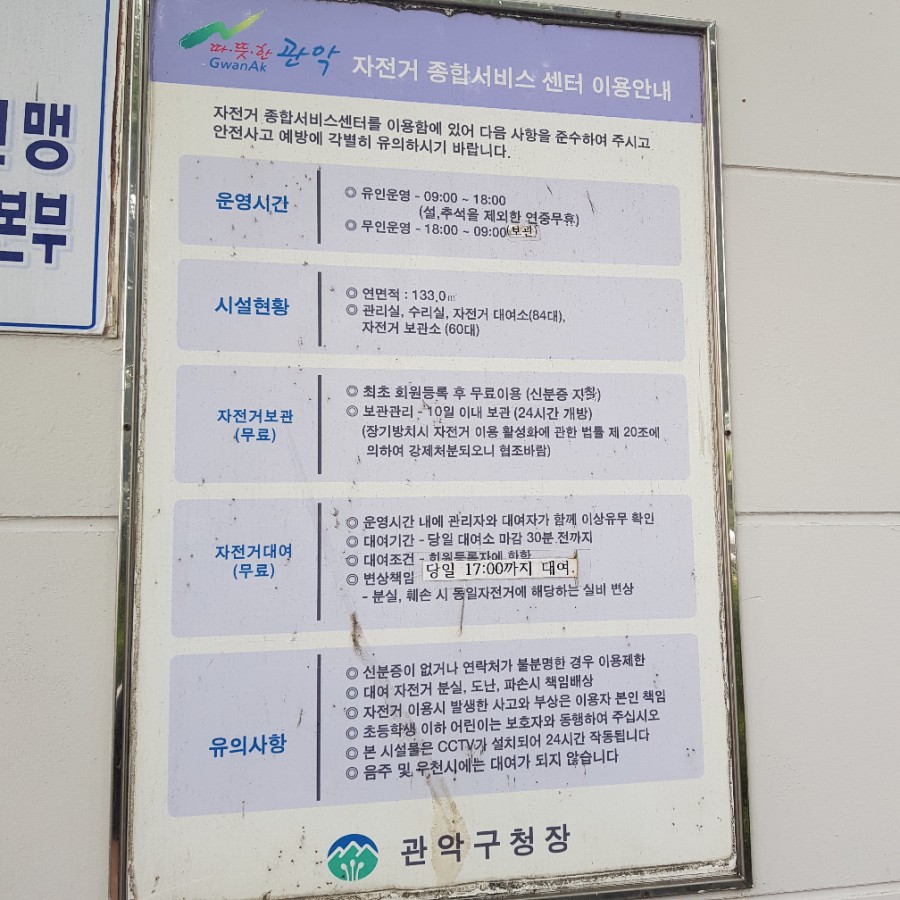 맹
본부
따·뜻·한 관악
GwanAk
자전거 종합서비스 센터 이용안내
자전거 종합서비스센터를 이용함에 있어 다음 사항을 준수하여 주시고
안전사고 예방에 각별히 유의하시기 바랍니다.
운영시간
◎ 유인운영 - 09:00 ~ 18:00
(설,추석을 제외한 연중무휴)
◎ 무인운영 - 18:00 ~ 09:00(보관)
시설현황
◎ 연면적 : 133.0㎡
◎ 관리실, 수리실, 자전거 대여소(84대),
자전거 보관소 (60대)
자전거보관
(무료)
◎ 최초 회원등록 후 무료이용 (신분증 지참)
◎ 보관관리 - 10일 이내 보관 (24시간 개방)
(장기방치시 자전거 이용 활성화에 관한 법률 제 20조에
의하여 강제처분되오니 협조바람)
자전거대여
(무료)
◎ 운영시간 내에 관리자와 대여자가 함께 이상유무 확인
◎ 대여기간 - 당일 대여소 마감 30분 전까지
◎ 대여조건 - 회원등록자에 한함
당일 17:00까지 대여.
◎ 변상책임
- 분실, 훼손 시 동일자전거에 해당하는 실비 변상
유의사항
◎ 신분증이 없거나 연락처가 불분명한 경우 이용제한
◎ 대여 자전거 분실, 도난, 파손시 책임배상
◎ 자전거 이용시 발생한 사고와 부상은 이용자 본인 책임
◎ 초등학생 이하 어린이는 보호자와 동행하여 주십시오
◎ 본 시설물은 CCTV가 설치되어 24시간 작동됩니다
◎ 음주 및 우천시에는 대여가 되지 않습니다
관악구청장